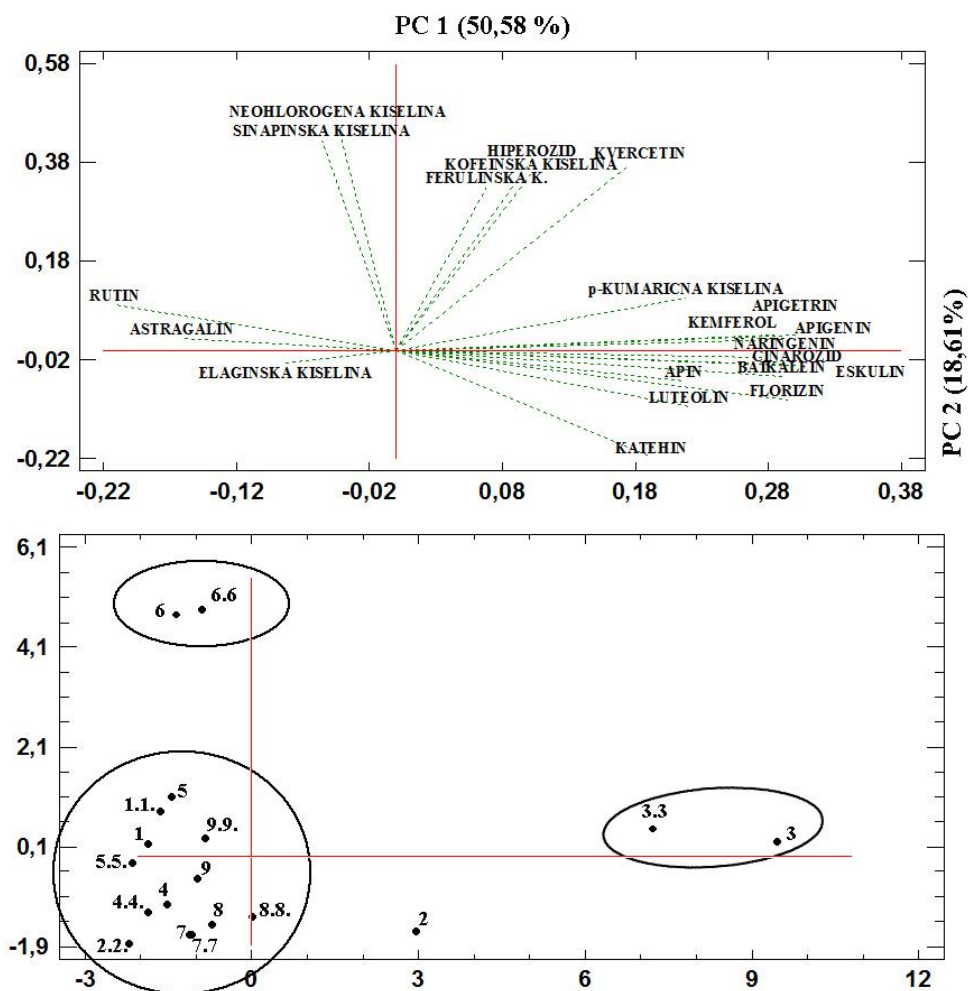 PC 1 (50,58 %)
0,58
NEOHLOROGENA KISELINA
SINAPINSKA KISELINA
HIPEROZID
KVERCETIN
0,38
KOFEINSKA KISELINA
FERULINSKA K.
0,18
p-KUMARICNA KISELINA
RUTIN
APIGETRIN
ASTRAGALIN
KEMFEROL
APIGENIN
NARINGENIN
-0,02
CINAROZID
ELAGINSKA KISELINA
APIN
BAIKALEIN
ESKULIN
LUTEOLIN
FLORIZIN
KATEHIN
-0,22
PC 2 (18,61%)
-0,22
-0,12
-0,02
0,08
0,18
0,28
0,38
6,1
6
6.6
4,1
2,1
1.1.
5
3.3
1
9.9.
3
0,1
5.5.
9
4
4.4.
8
8.8.
2
7
2.2.
7.7
-1,9
-3
0
3
6
9
12